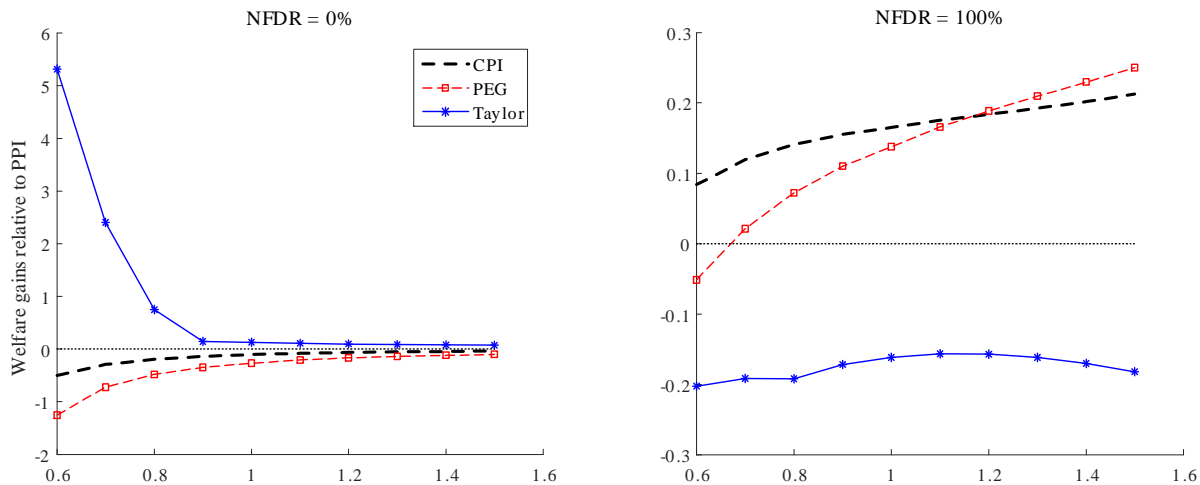 NFDR = 0%
Welfare gains relative to PPI
6
5
4
3
2
1
0
-1
-2
0.6 0.8 1 1.2 1.4 1.6
CPI
PEG
Taylor
NFDR = 100%
0.3
0.2
0.1
0
-0.1
-0.2
-0.3
0.6 0.8 1 1.2 1.4 1.6